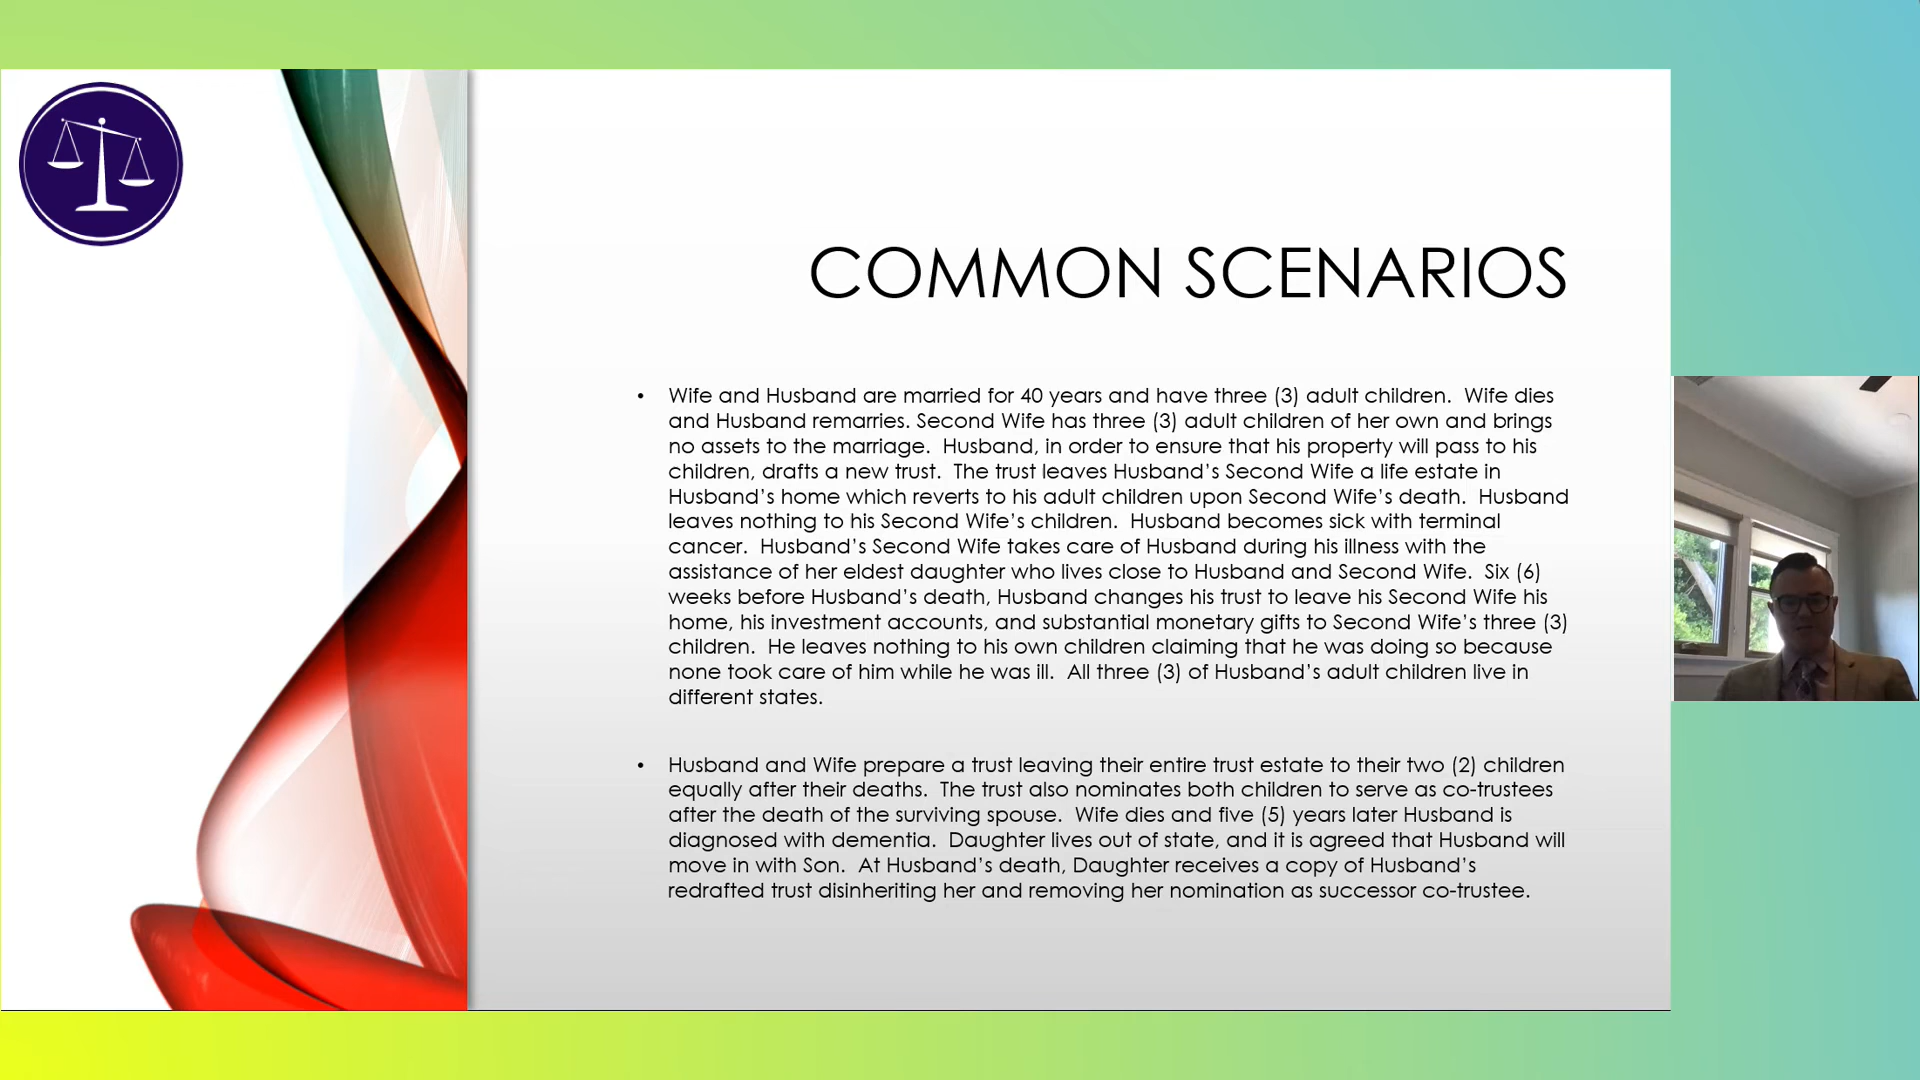 COMMON SCENARIOS
• Wife and Husband are married for 40 years and have three (3) adult children.  Wife dies
and Husband remarries. Second Wife has three (3) adult children of her own and brings
no assets to the marriage.  Husband, in order to ensure that his property will pass to his
children, drafts a new trust.  The trust leaves Husband’s Second Wife a life estate in
Husband’s home which reverts to his adult children upon Second Wife’s death.  Husband
leaves nothing to his Second Wife’s children.  Husband becomes sick with terminal
cancer.  Husband’s Second Wife takes care of Husband during his illness with the
assistance of her eldest daughter who lives close to Husband and Second Wife.  Six (6)
weeks before Husband’s death, Husband changes his trust to leave his Second Wife his
home, his investment accounts, and substantial monetary gifts to Second Wife’s three (3)
children.  He leaves nothing to his own children claiming that he was doing so because
none took care of him while he was ill.  All three (3) of Husband’s adult children live in
different states.
• Husband and Wife prepare a trust leaving their entire trust estate to their two (2) children
equally after their deaths.  The trust also nominates both children to serve as co-trustees
after the death of the surviving spouse.  Wife dies and five (5) years later Husband is
diagnosed with dementia.  Daughter lives out of state, and it is agreed that Husband will
move in with Son.  At Husband’s death, Daughter receives a copy of Husband’s
redrafted trust disinheriting her and removing her nomination as successor co-trustee.